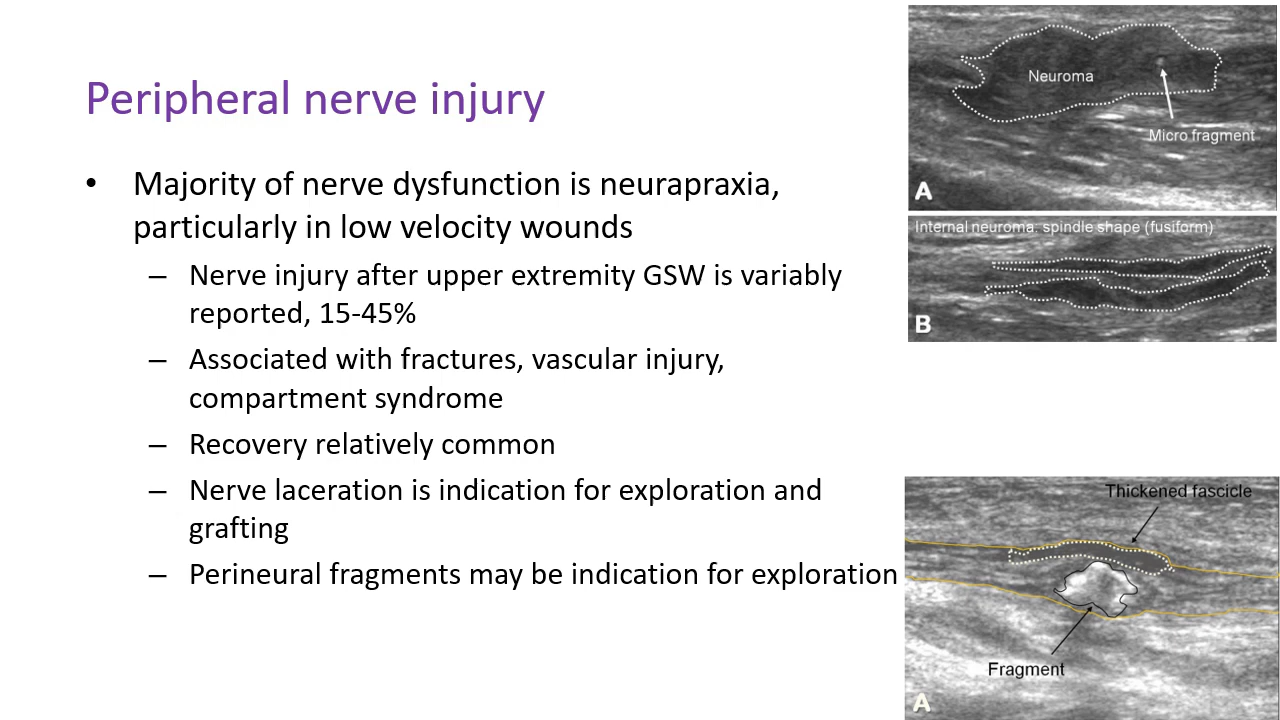 Peripheral nerve injury
• Majority of nerve dysfunction is neurapraxia,
particularly in low velocity wounds
– Nerve injury after upper extremity GSW is variably
reported, 15-45%
– Associated with fractures, vascular injury,
compartment syndrome
– Recovery relatively common
– Nerve laceration is indication for exploration and
grafting
– Perineural fragments may be indication for exploration
Neuroma
Micro fragment
A
Internal neuroma: spindle shape (fusiform)
B
Thickened fascicle
Fragment
A